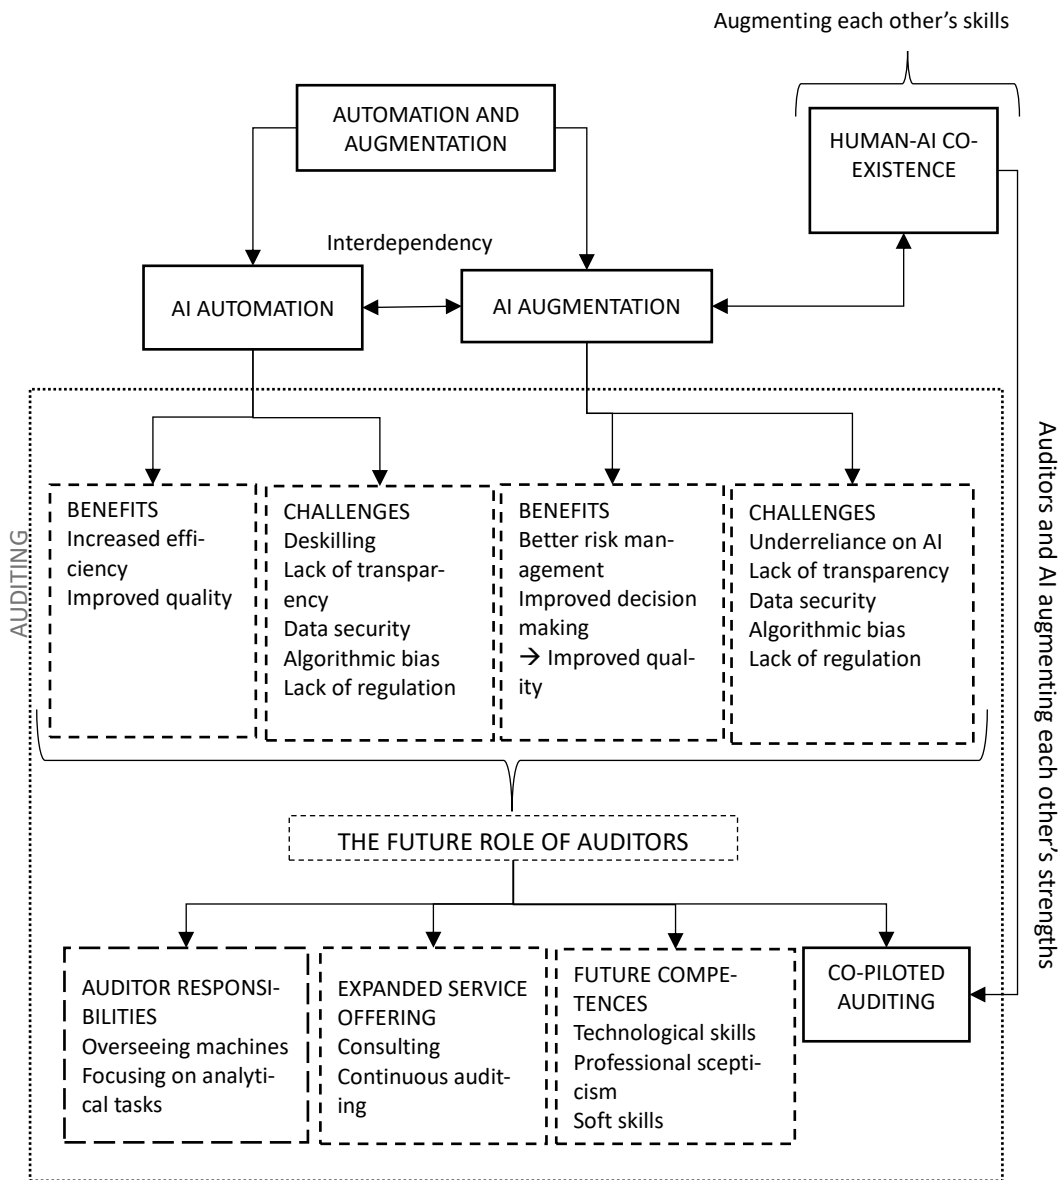 Augmenting each other's skills
AUTOMATION AND
AUGMENTATION
HUMAN-AI CO-
EXISTENCE
Interdependency
AI AUTOMATION
AI AUGMENTATION
AUDITING
BENEFITS
Increased effi-
ciency
Improved quality
CHALLENGES
Deskilling
Lack of transpar-
ency
Data security
Algorithmic bias
Lack of regulation
BENEFITS
Better risk man-
agement
Improved decision
making
→ Improved qual-
ity
CHALLENGES
Underreliance on AI
Lack of transparency
Data security
Algorithmic bias
Lack of regulation
Auditors and AI augmenting each other's strengths
THE FUTURE ROLE OF AUDITORS
AUDITOR RESPONSI-
BILITIES
Overseeing machines
Focusing on analyti-
cal tasks
EXPANDED SERVICE
OFFERING
Consulting
Continuous audit-
ing
FUTURE COMPE-
TENCES
Technological skills
Professional scepti-
cism
Soft skills
CO-PILOTED
AUDITING